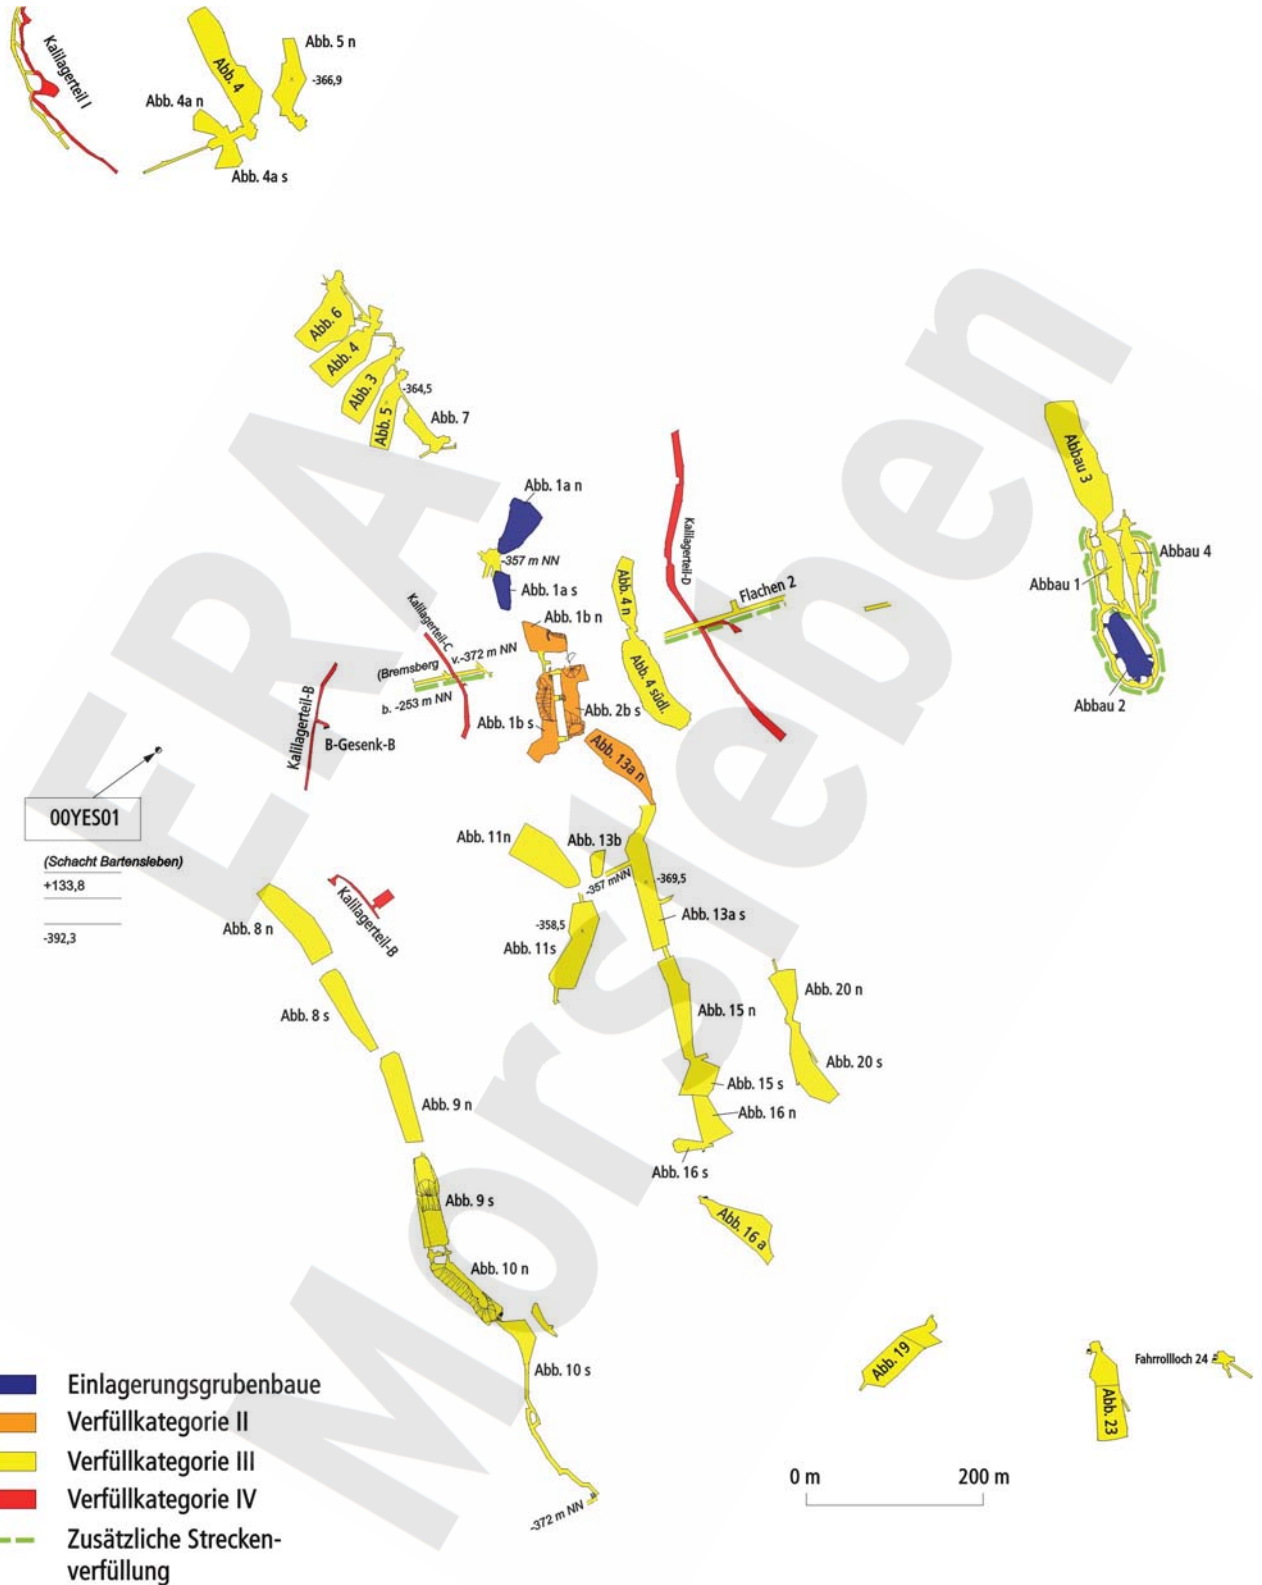 Kalilagerteil I
Abb. 4
Abb. 5 n
-366,9
Abb. 4a n
Abb. 4a s
Abb. 6
Abb. 4
Abb. 3
Abb. 5
-364,5
Abb. 7
Abb. 1a n
-357 m NN
Abb. 1a s
Abb. 1b n
Kalilagerteil-C
(Bremsberg v.-372 m NN
b. -253 m NN
Abb. 1b s
Abb. 2b s
Abb. 4 n
Abb. 4 südl.
Kalilagerteil-D
Flachen 2
Abbau 3
Abbau 4
Abbau 1
Abbau 2
Kalilagerteil-B
B-Gesenk-B
Abb. 13a n
00YES01
(Schacht Bartensleben)
+133,8
-392,3
Abb. 11n
Abb. 13b
-357 mNN
-369,5
Abb. 13a s
-358,5
Abb. 11s
Kalilagerteil-B
Abb. 8 n
Abb. 8 s
Abb. 9 n
Abb. 9 s
Abb. 10 n
Abb. 10 s
-372 m NN
Abb. 15 n
Abb. 15 s
Abb. 16 n
Abb. 16 s
Abb. 16 a
Abb. 20 n
Abb. 20 s
Abb. 19
Abb. 23
Fahrrollloch 24
0 m 200 m
Einlagerungsgrubenbaue
Verfüllkategorie II
Verfüllkategorie III
Verfüllkategorie IV
Zusätzliche Strecken-
verfüllung
ERA
Morsleben